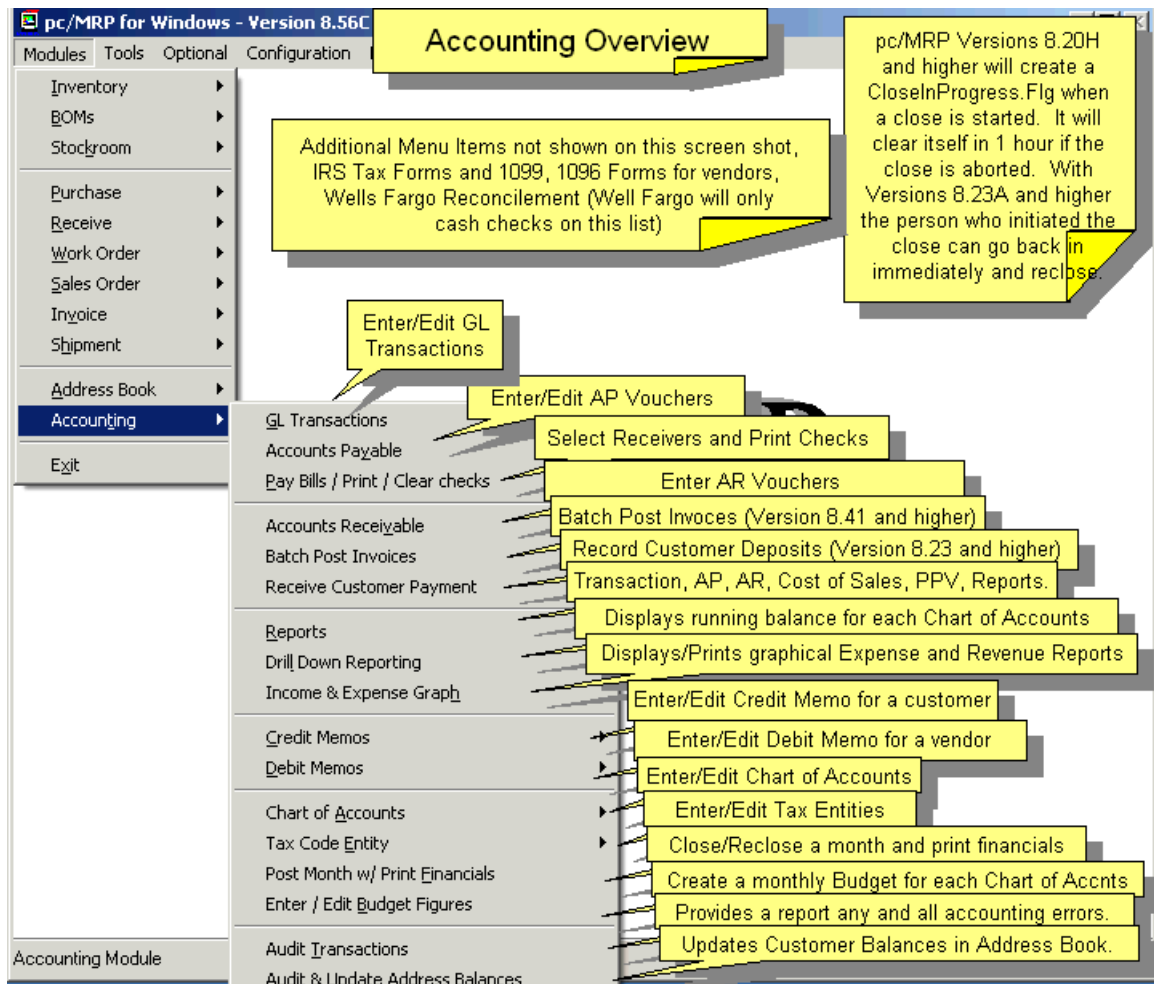 pc/MRP for Windows - Version 8.56C
Modules Tools Optional Configuration
Accounting Overview
pc/MRP Versions 8.20H
and higher will create a
CloseInProgress.Flg when
a close is started. It will
clear itself in 1 hour if the
close is aborted. With
Versions 8.23A and higher
the person who initiated the
close can go back in
immediately and reclose.
Additional Menu Items not shown on this screen shot,
IRS Tax Forms and 1099, 1096 Forms for vendors,
Wells Fargo Reconcilement (Well Fargo will only
cash checks on this list)
Inventory
BOMs
Stockroom
Purchase
Receive
Work Order
Sales Order
Invoice
Shipment
Address Book
Accounting
Exit
Enter/Edit GL
Transactions
GL Transactions
Accounts Payable
Pay Bills / Print / Clear checks
Accounts Receivable
Batch Post Invoices
Receive Customer Payment
Reports
Drill Down Reporting
Income & Expense Graph
Credit Memos
Debit Memos
Chart of Accounts
Tax Code Entity
Post Month w/ Print Financials
Enter / Edit Budget Figures
Audit Transactions
Audit & Update Address Balances
Enter/Edit AP Vouchers
Select Receivers and Print Checks
Enter AR Vouchers
Batch Post Invoces (Version 8.41 and higher)
Record Customer Deposits (Version 8.23 and higher)
Transaction, AP, AR, Cost of Sales, PPV, Reports.
Displays running balance for each Chart of Accounts
Displays/Prints graphical Expense and Revenue Reports
Enter/Edit Credit Memo for a customer
Enter/Edit Debit Memo for a vendor
Enter/Edit Chart of Accounts
Enter/Edit Tax Entities
Close/Reclose a month and print financials
Create a monthly Budget for each Chart of Accnts
Provides a report any and all accounting errors.
Updates Customer Balances in Address Book.
Accounting Module